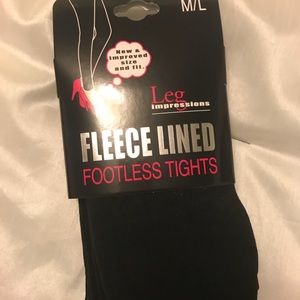 M/L
New &
improved
size
and fit.
Leg
impressions
FLEECE LINED
FOOTLESS TIGHTS